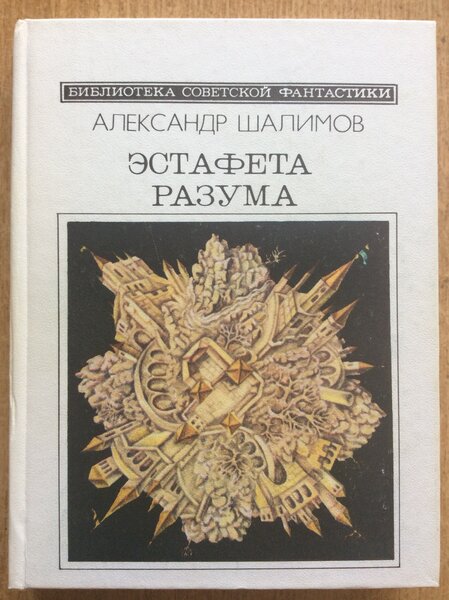 БИБЛИОТЕКА СОВЕТСКОЙ ФАНТАСТИКИ
АЛЕКСАНДР ШАЛИМОВ
ЭСТАФЕТА
РАЗУМА